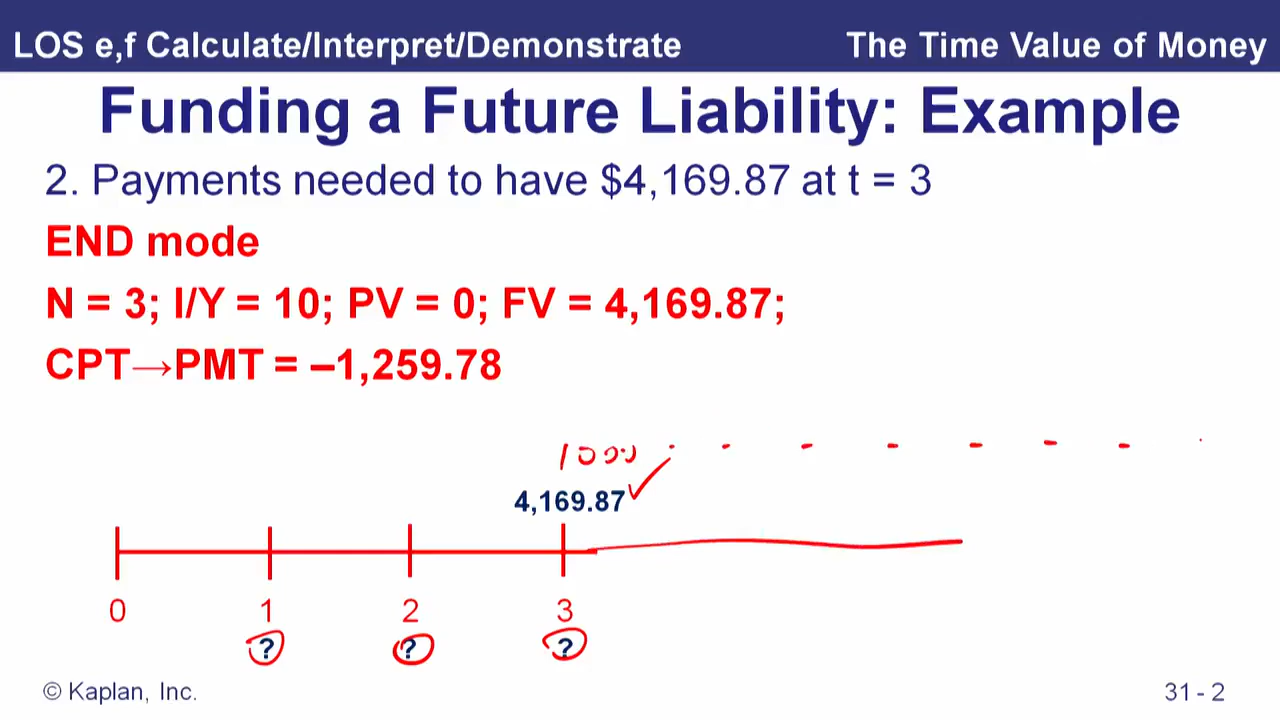 LOS e,f Calculate/Interpret/Demonstrate The Time Value of Money
Funding a Future Liability: Example
2. Payments needed to have $4,169.87 at t = 3
END mode
N = 3; I/Y = 10; PV = 0; FV = 4,169.87;
CPT→PMT = –1,259.78
1000
4,169.87
0 1 2 3
? ? ?
© Kaplan, Inc. 31 - 2